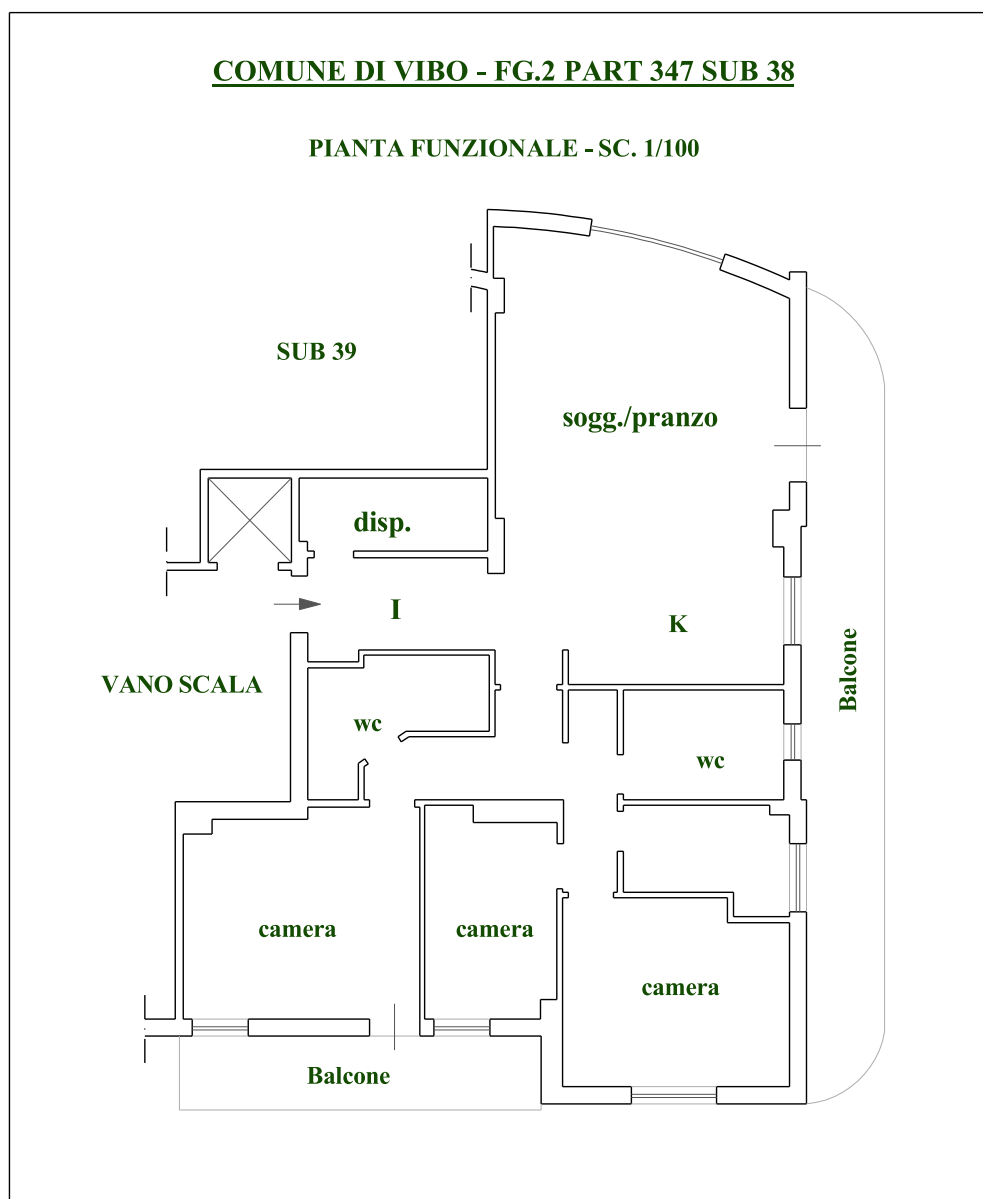 COMUNE DI VIBO - FG.2 PART 347 SUB 38
PIANTA FUNZIONALE - SC. 1/100
SUB 39
sogg./pranzo
disp.
I
K
VANO SCALA
Balcone
wc
wc
camera
camera
camera
Balcone